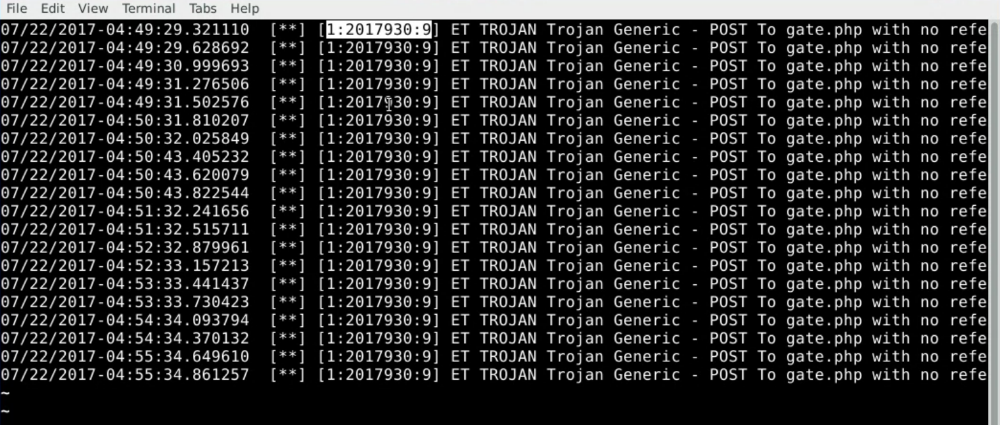 File Edit View Terminal Tabs Help
07/22/2017-04:49:29.321110 [**] [1:2017930:9] ET TROJAN Trojan Generic - POST To gate.php with no refe
07/22/2017-04:49:29.628692 [**] [1:2017930:9] ET TROJAN Trojan Generic - POST To gate.php with no refe
07/22/2017-04:49:30.999693 [**] [1:2017930:9] ET TROJAN Trojan Generic - POST To gate.php with no refe
07/22/2017-04:49:31.276506 [**] [1:2017930:9] ET TROJAN Trojan Generic - POST To gate.php with no refe
07/22/2017-04:49:31.502576 [**] [1:2017930:9] ET TROJAN Trojan Generic - POST To gate.php with no refe
07/22/2017-04:50:31.810207 [**] [1:2017930:9] ET TROJAN Trojan Generic - POST To gate.php with no refe
07/22/2017-04:50:32.025849 [**] [1:2017930:9] ET TROJAN Trojan Generic - POST To gate.php with no refe
07/22/2017-04:50:43.405232 [**] [1:2017930:9] ET TROJAN Trojan Generic - POST To gate.php with no refe
07/22/2017-04:50:43.620079 [**] [1:2017930:9] ET TROJAN Trojan Generic - POST To gate.php with no refe
07/22/2017-04:50:43.822544 [**] [1:2017930:9] ET TROJAN Trojan Generic - POST To gate.php with no refe
07/22/2017-04:51:32.241656 [**] [1:2017930:9] ET TROJAN Trojan Generic - POST To gate.php with no refe
07/22/2017-04:51:32.515711 [**] [1:2017930:9] ET TROJAN Trojan Generic - POST To gate.php with no refe
07/22/2017-04:52:32.879961 [**] [1:2017930:9] ET TROJAN Trojan Generic - POST To gate.php with no refe
07/22/2017-04:52:33.157213 [**] [1:2017930:9] ET TROJAN Trojan Generic - POST To gate.php with no refe
07/22/2017-04:53:33.441437 [**] [1:2017930:9] ET TROJAN Trojan Generic - POST To gate.php with no refe
07/22/2017-04:53:33.730423 [**] [1:2017930:9] ET TROJAN Trojan Generic - POST To gate.php with no refe
07/22/2017-04:54:34.093794 [**] [1:2017930:9] ET TROJAN Trojan Generic - POST To gate.php with no refe
07/22/2017-04:54:34.370132 [**] [1:2017930:9] ET TROJAN Trojan Generic - POST To gate.php with no refe
07/22/2017-04:55:34.649610 [**] [1:2017930:9] ET TROJAN Trojan Generic - POST To gate.php with no refe
07/22/2017-04:55:34.861257 [**] [1:2017930:9] ET TROJAN Trojan Generic - POST To gate.php with no refe
~
~